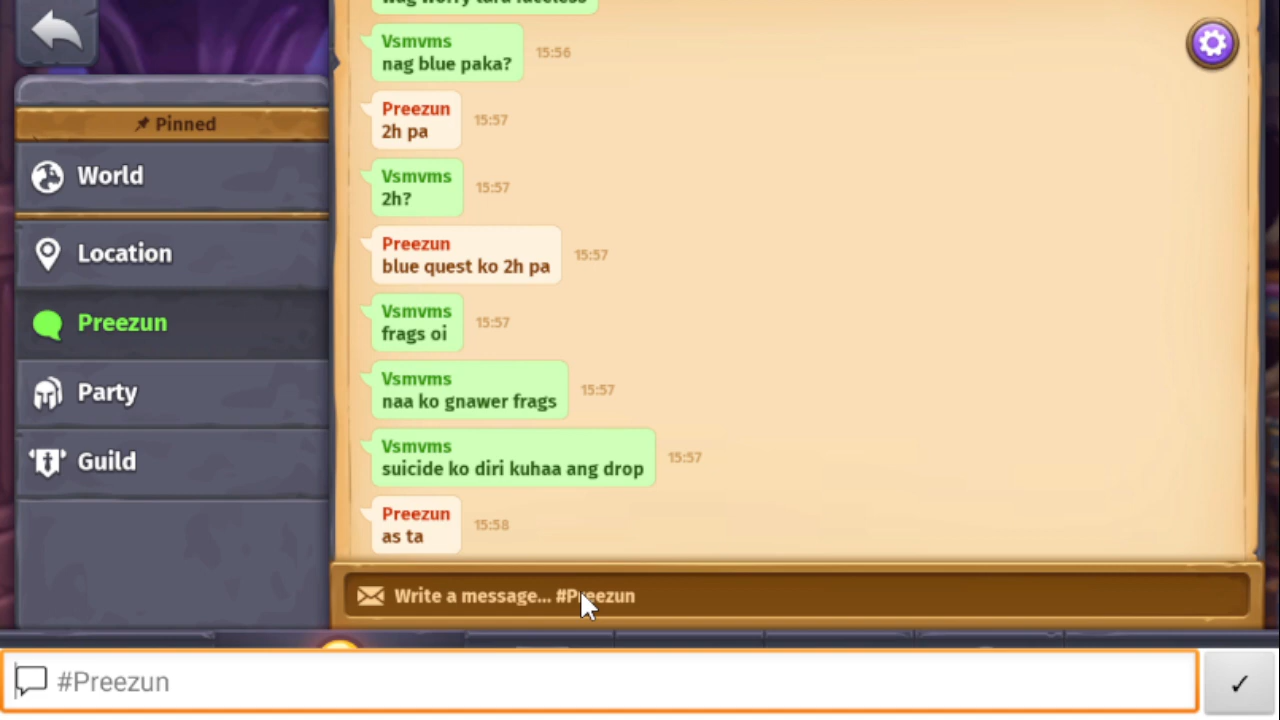 Pinned
World
Location
Preezun
Party
Guild
Vsmvms
nag blue paka?
15:56
Preezun
2h pa
15:57
Vsmvms
2h?
15:57
Preezun
blue quest ko 2h pa
15:57
Vsmvms
frags oi
15:57
Vsmvms
naa ko gnawer frags
15:57
Vsmvms
suicide ko diri kuhaa ang drop
15:57
Preezun
as ta
15:58
Write a message... #Preezun
#Preezun